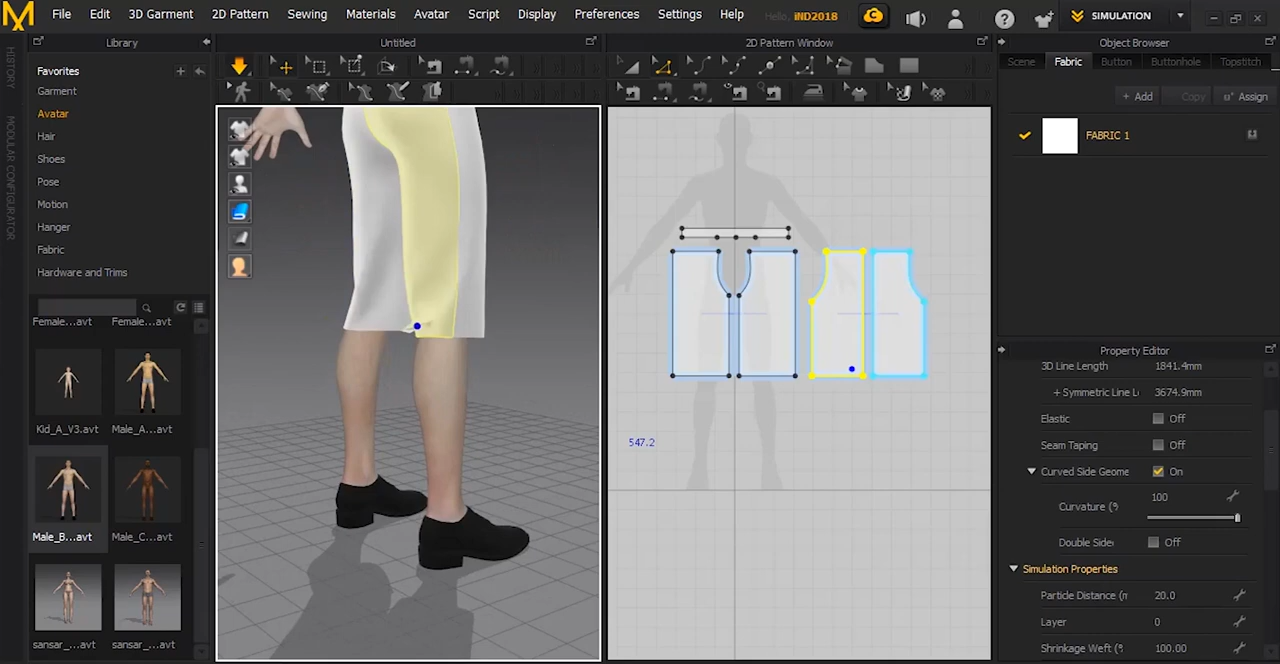 File Edit 3D Garment 2D Pattern Sewing Materials Avatar Script Display Preferences Settings Help Hello, iND2018 SIMULATION
Library
Untitled
2D Pattern Window
Object Browser
HISTORY
MODULAR CONFIGURATOR
Favorites
Garment
Avatar
Hair
Shoes
Pose
Motion
Hanger
Fabric
Hardware and Trims
Female...avt Female...avt
Kid_A_V3.avt Male_A...avt
Male_B...avt Male_C...avt
sansar_...avt sansar_...avt
547.2
Scene Fabric Button Buttonhole Topstitch
+ Add Copy Assign
FABRIC 1
Property Editor
3D Line Length 1841.4mm
+ Symmetric Line L 3674.9mm
Elastic Off
Seam Taping Off
Curved Side Geome On
Curvature (% 100
Double Side Off
Simulation Properties
Particle Distance (m 20.0
Layer 0
Shrinkage Weft (% 100.00